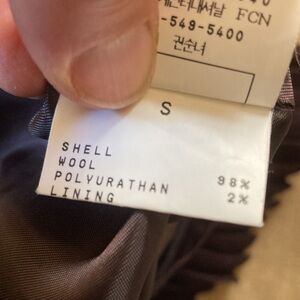 FCN
-549-5400
권순녀
S
SHELL
WOOL 98%
POLYURATHAN 2%
LINING